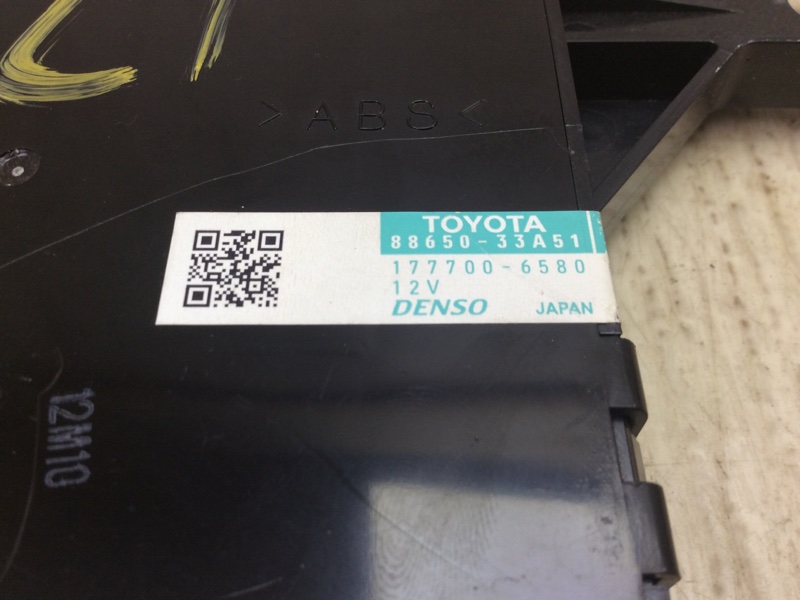 >ABS<
TOYOTA
88650-33A51
177700-6580
12V
DENSO JAPAN
12M10